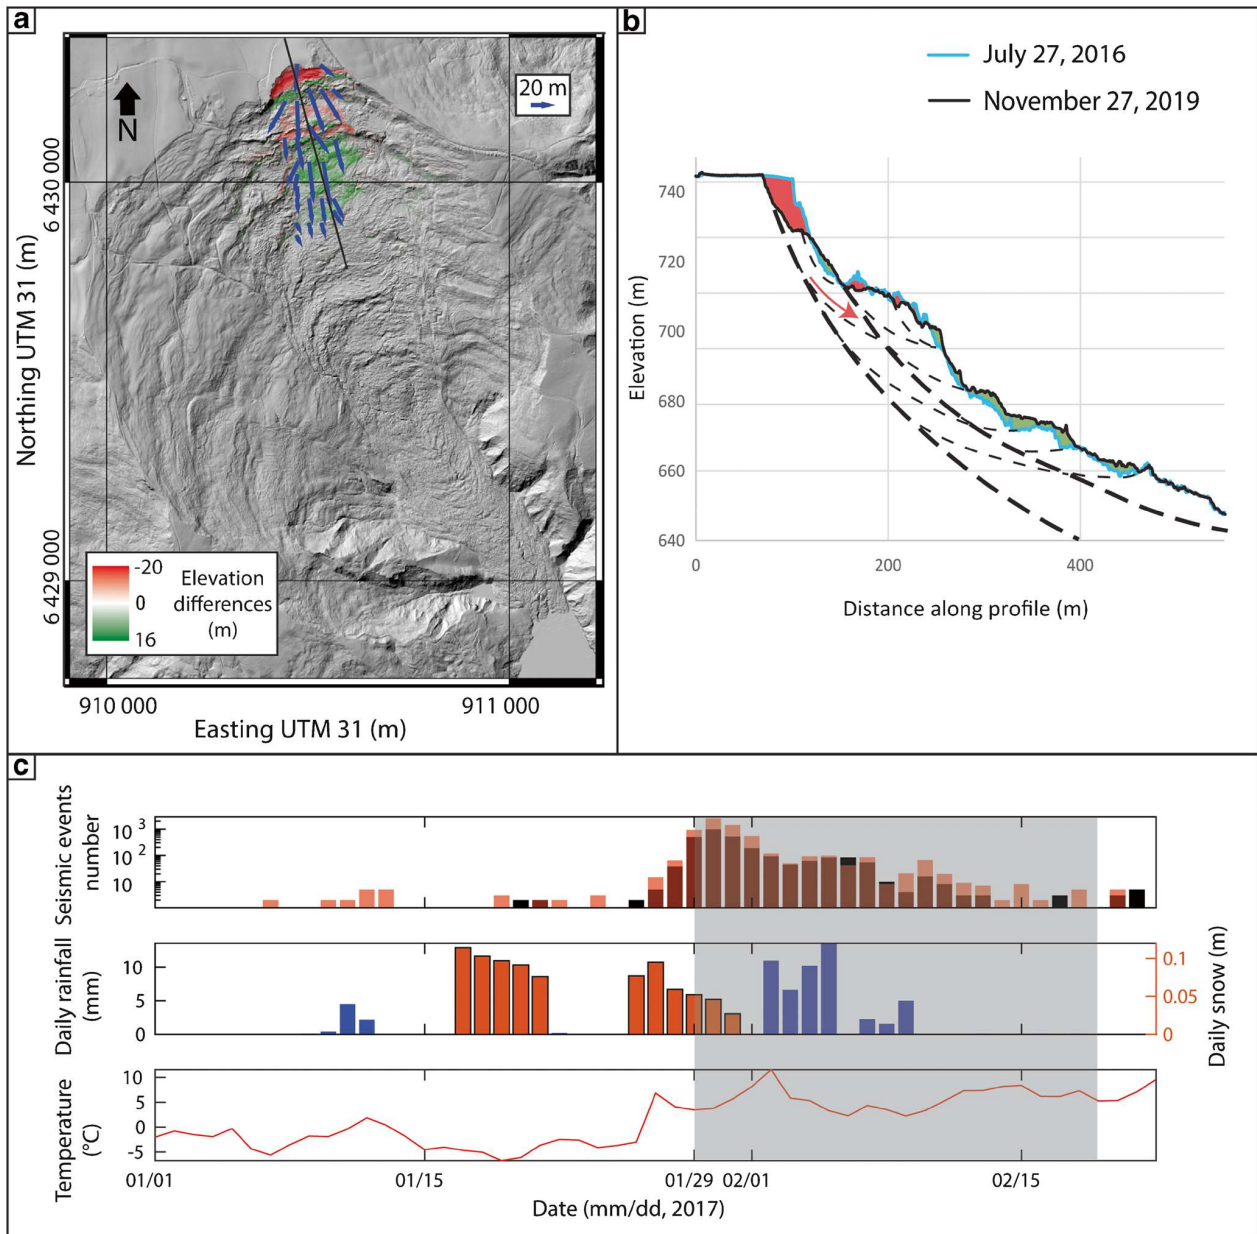 a
N
20 m
6 430 000
Northing UTM 31 (m)
6 429 000
-20
0
16
Elevation
differences
(m)
910 000
911 000
Easting UTM 31 (m)
b
July 27, 2016
November 27, 2019
740
720
700
680
660
640
Elevation (m)
0
200
400
Distance along profile (m)
c
Seismic events
number
10 3
10 2
10
Daily rainfall
(mm)
10
5
0
0.1
0.05
0
Daily snow (m)
Temperature
(°C)
10
5
0
-5
01/01
01/15
01/29
02/01
02/15
Date (mm/dd, 2017)